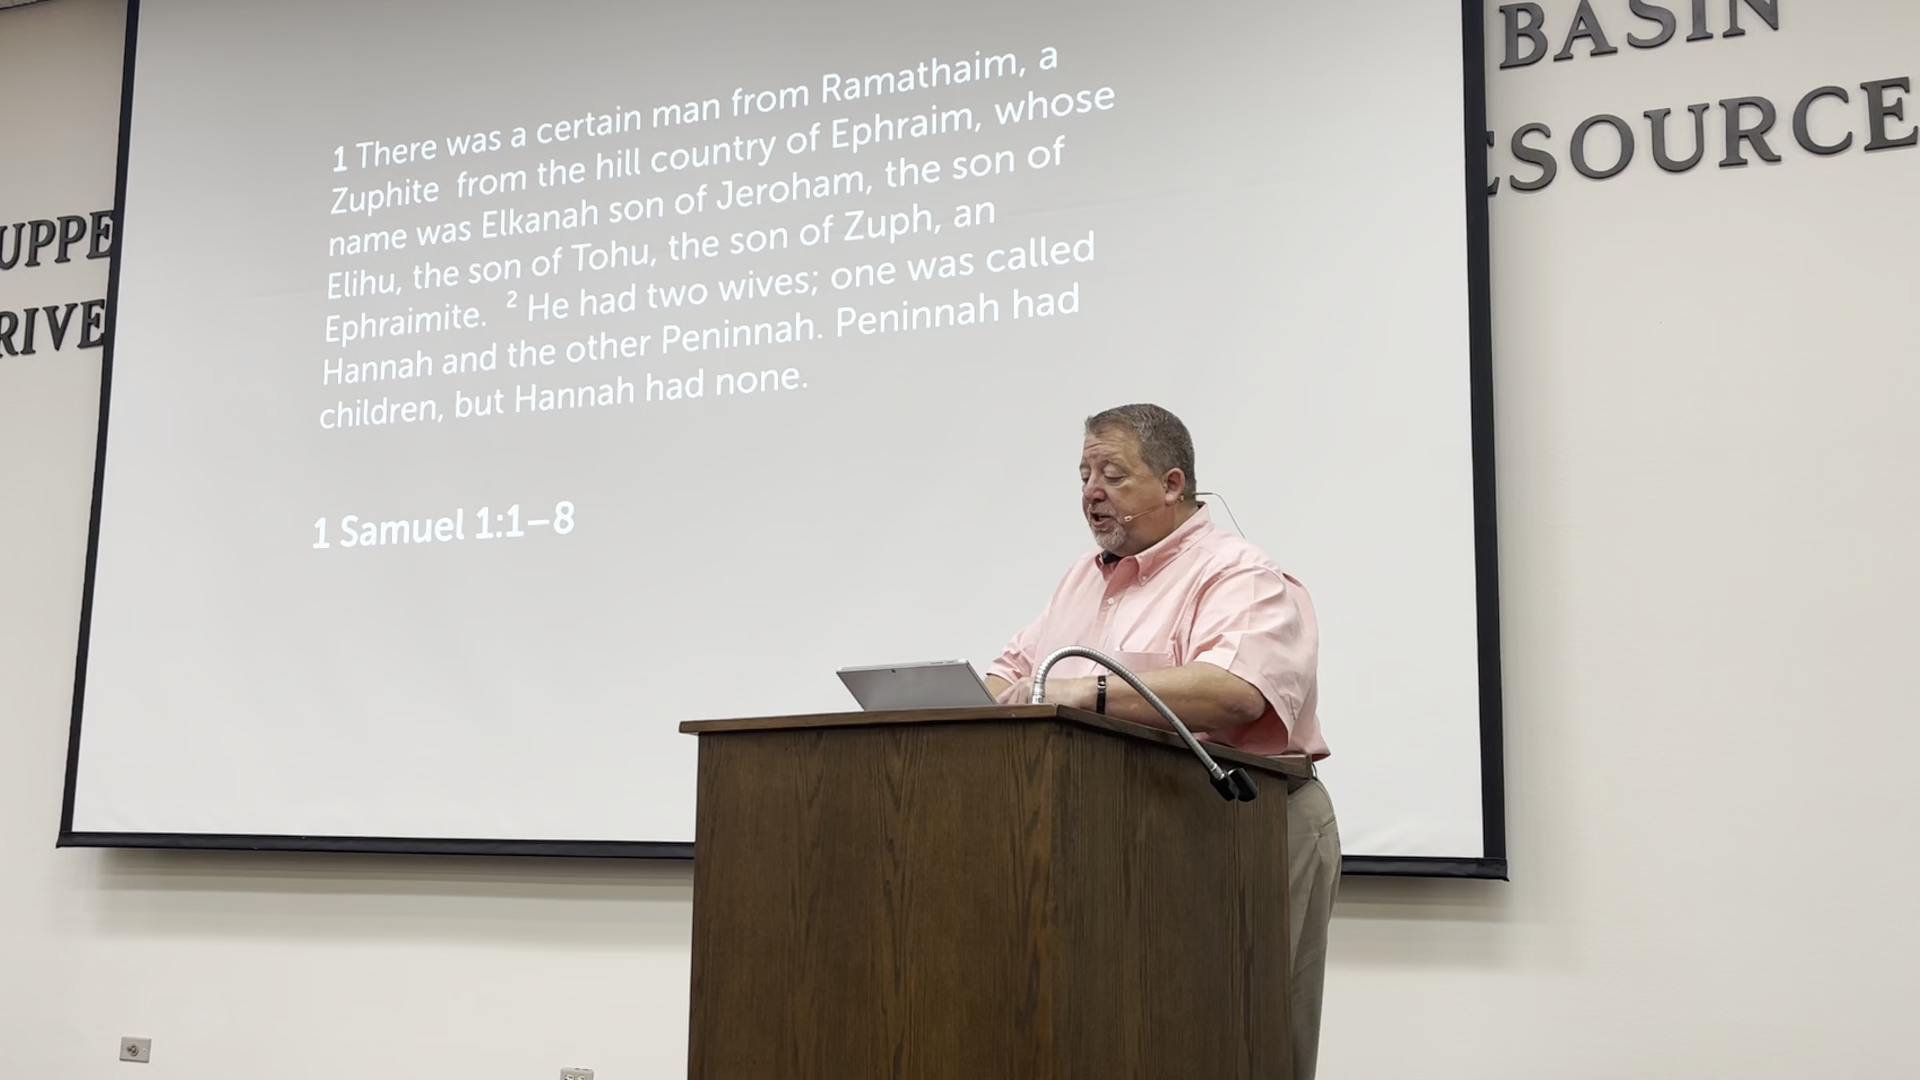 1 There was a certain man from Ramathaim, a
Zuphite from the hill country of Ephraim, whose
name was Elkanah son of Jeroham, the son of
Elihu, the son of Tohu, the son of Zuph, an
Ephraimite. 2 He had two wives; one was called
Hannah and the other Peninnah. Peninnah had
children, but Hannah had none.
1 Samuel 1:1–8
UPPE
RIVE
BASIN
ESOURCE